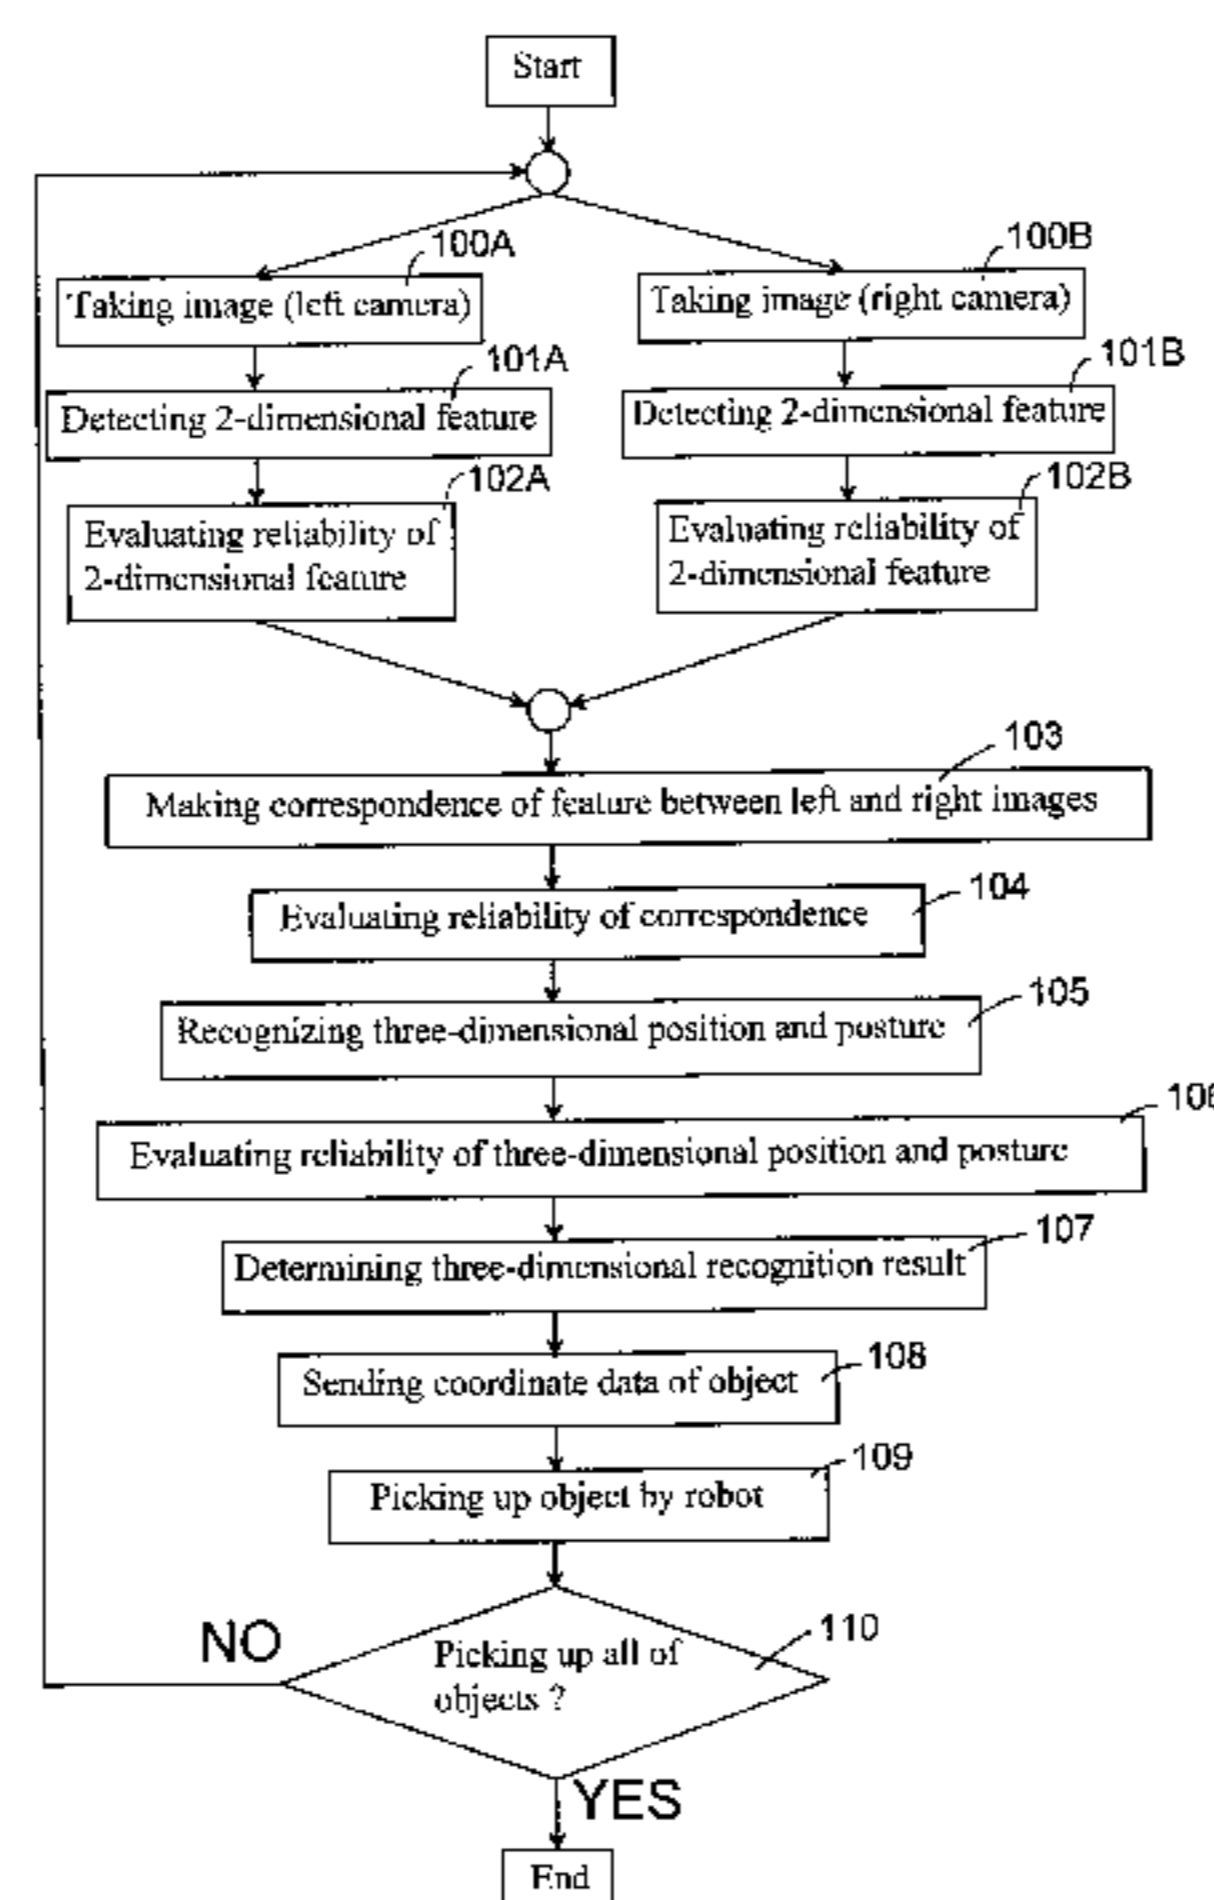 Start
100A
Taking image (left camera)
100B
Taking image (right camera)
101A
Detecting 2-dimensional feature
101B
Detecting 2-dimensional feature
102A
Evaluating reliability of
2-dimensional feature
102B
Evaluating reliability of
2-dimensional feature
103
Making correspondence of feature between left and right images
104
Evaluating reliability of correspondence
105
Recognizing three-dimensional position and posture
106
Evaluating reliability of three-dimensional position and posture
107
Determining three-dimensional recognition result
108
Sending coordinate data of object
109
Picking up object by robot
110
NO
Picking up all of
objects ?
YES
End